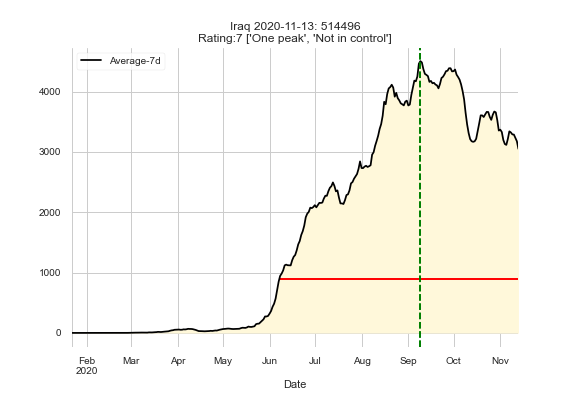 Iraq 2020-11-13: 514496
Rating:7 ['One peak', 'Not in control']
Average-7d
4000
3000
2000
1000
0
Feb Mar Apr May Jun Jul Aug Sep Oct Nov
2020
Date